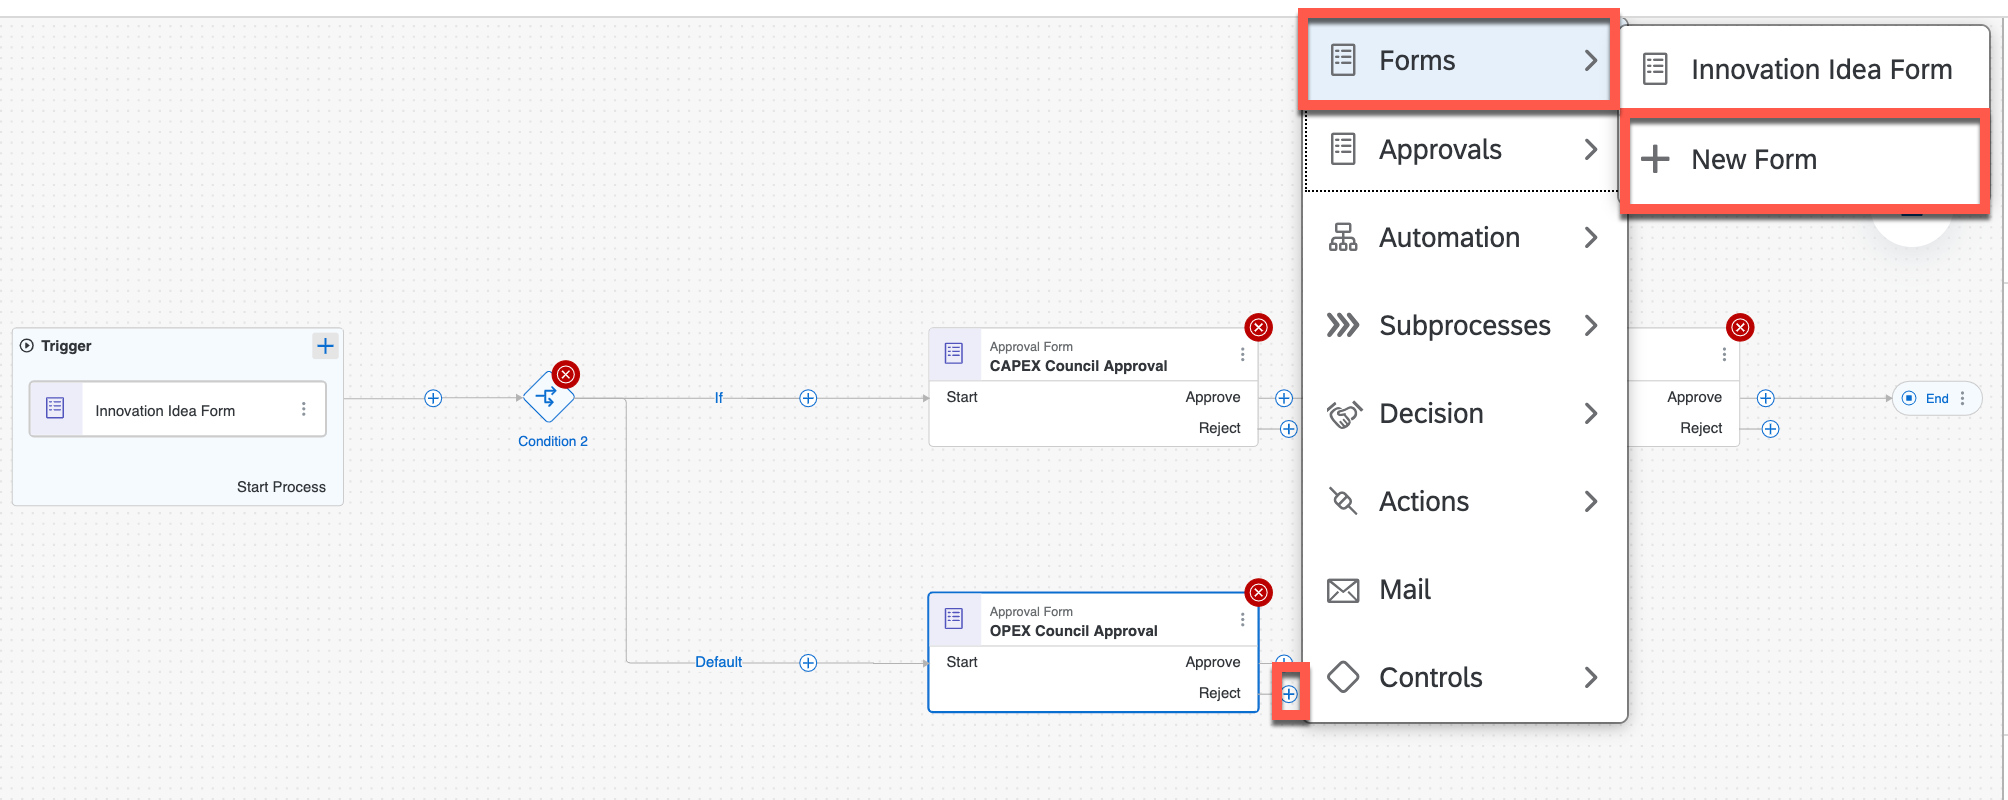 Forms
Innovation Idea Form
Approvals
New Form
Automation
Subprocesses
Decision
Actions
Mail
Controls
Trigger
Innovation Idea Form
Start Process
Condition 2
If
Default
Approval Form
CAPEX Council Approval
Start
Approve
Reject
Approval Form
OPEX Council Approval
Start
Approve
Reject
Approve
Reject
End